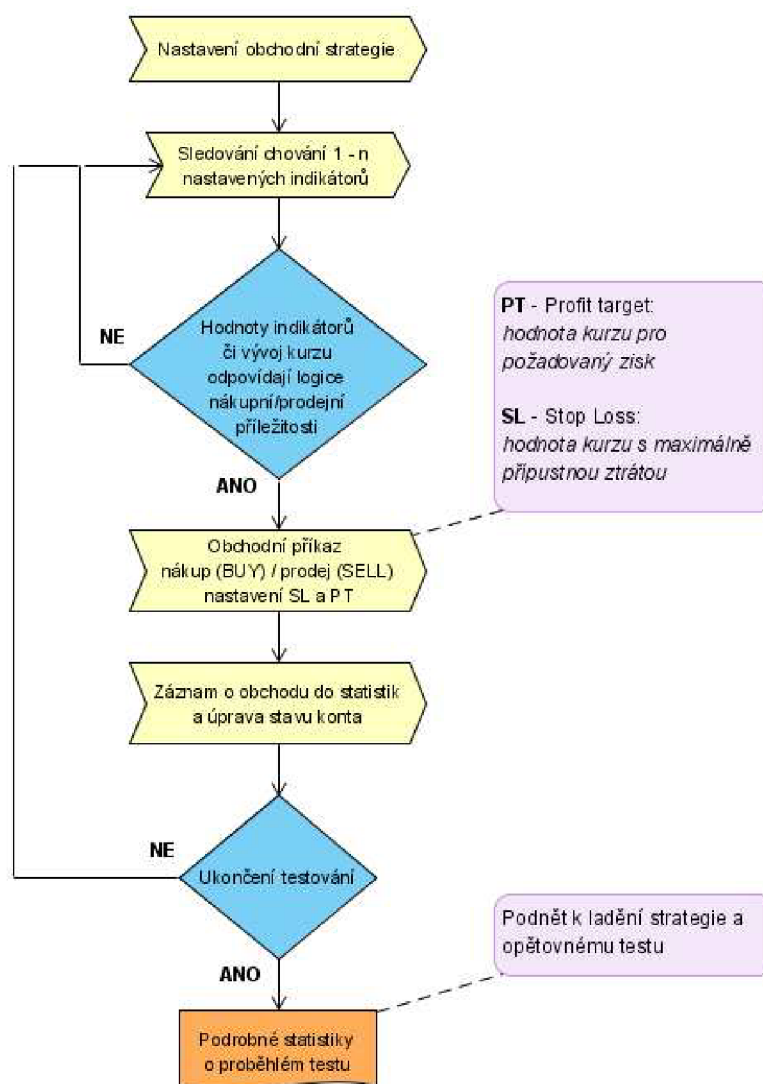 Nastavení obchodní strategie
Sledování chování 1 - n
nastavených indikátorů
NE
Hodnoty indikátorů
či vývoj kurzu
odpovídají logice
nákupní/prodejní
příležitosti
ANO
PT - Profit target:
hodnota kurzu pro
požadovaný zisk
SL - Stop Loss:
hodnota kurzu s maximálně
přípustnou ztrátou
Obchodní příkaz
nákup (BUY) / prodej (SELL)
nastavení SL a PT
Záznam o obchodu do statistik
a úprava stavu konta
NE
Ukončení testování
ANO
Podnět k ladění strategie a
opětovnému testu
Podrobné statistiky
o proběhlém testu